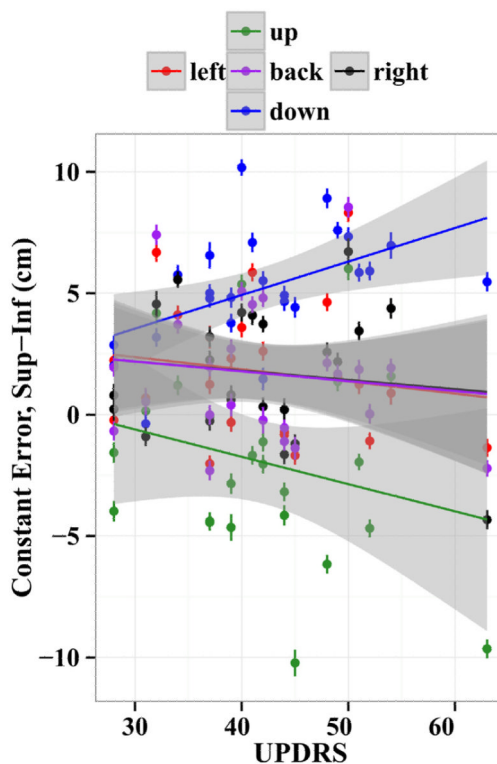 up
left back right
down
Constant Error, Sup−Inf (cm)
10
5
0
−5
−10
30 40 50 60
UPDRS